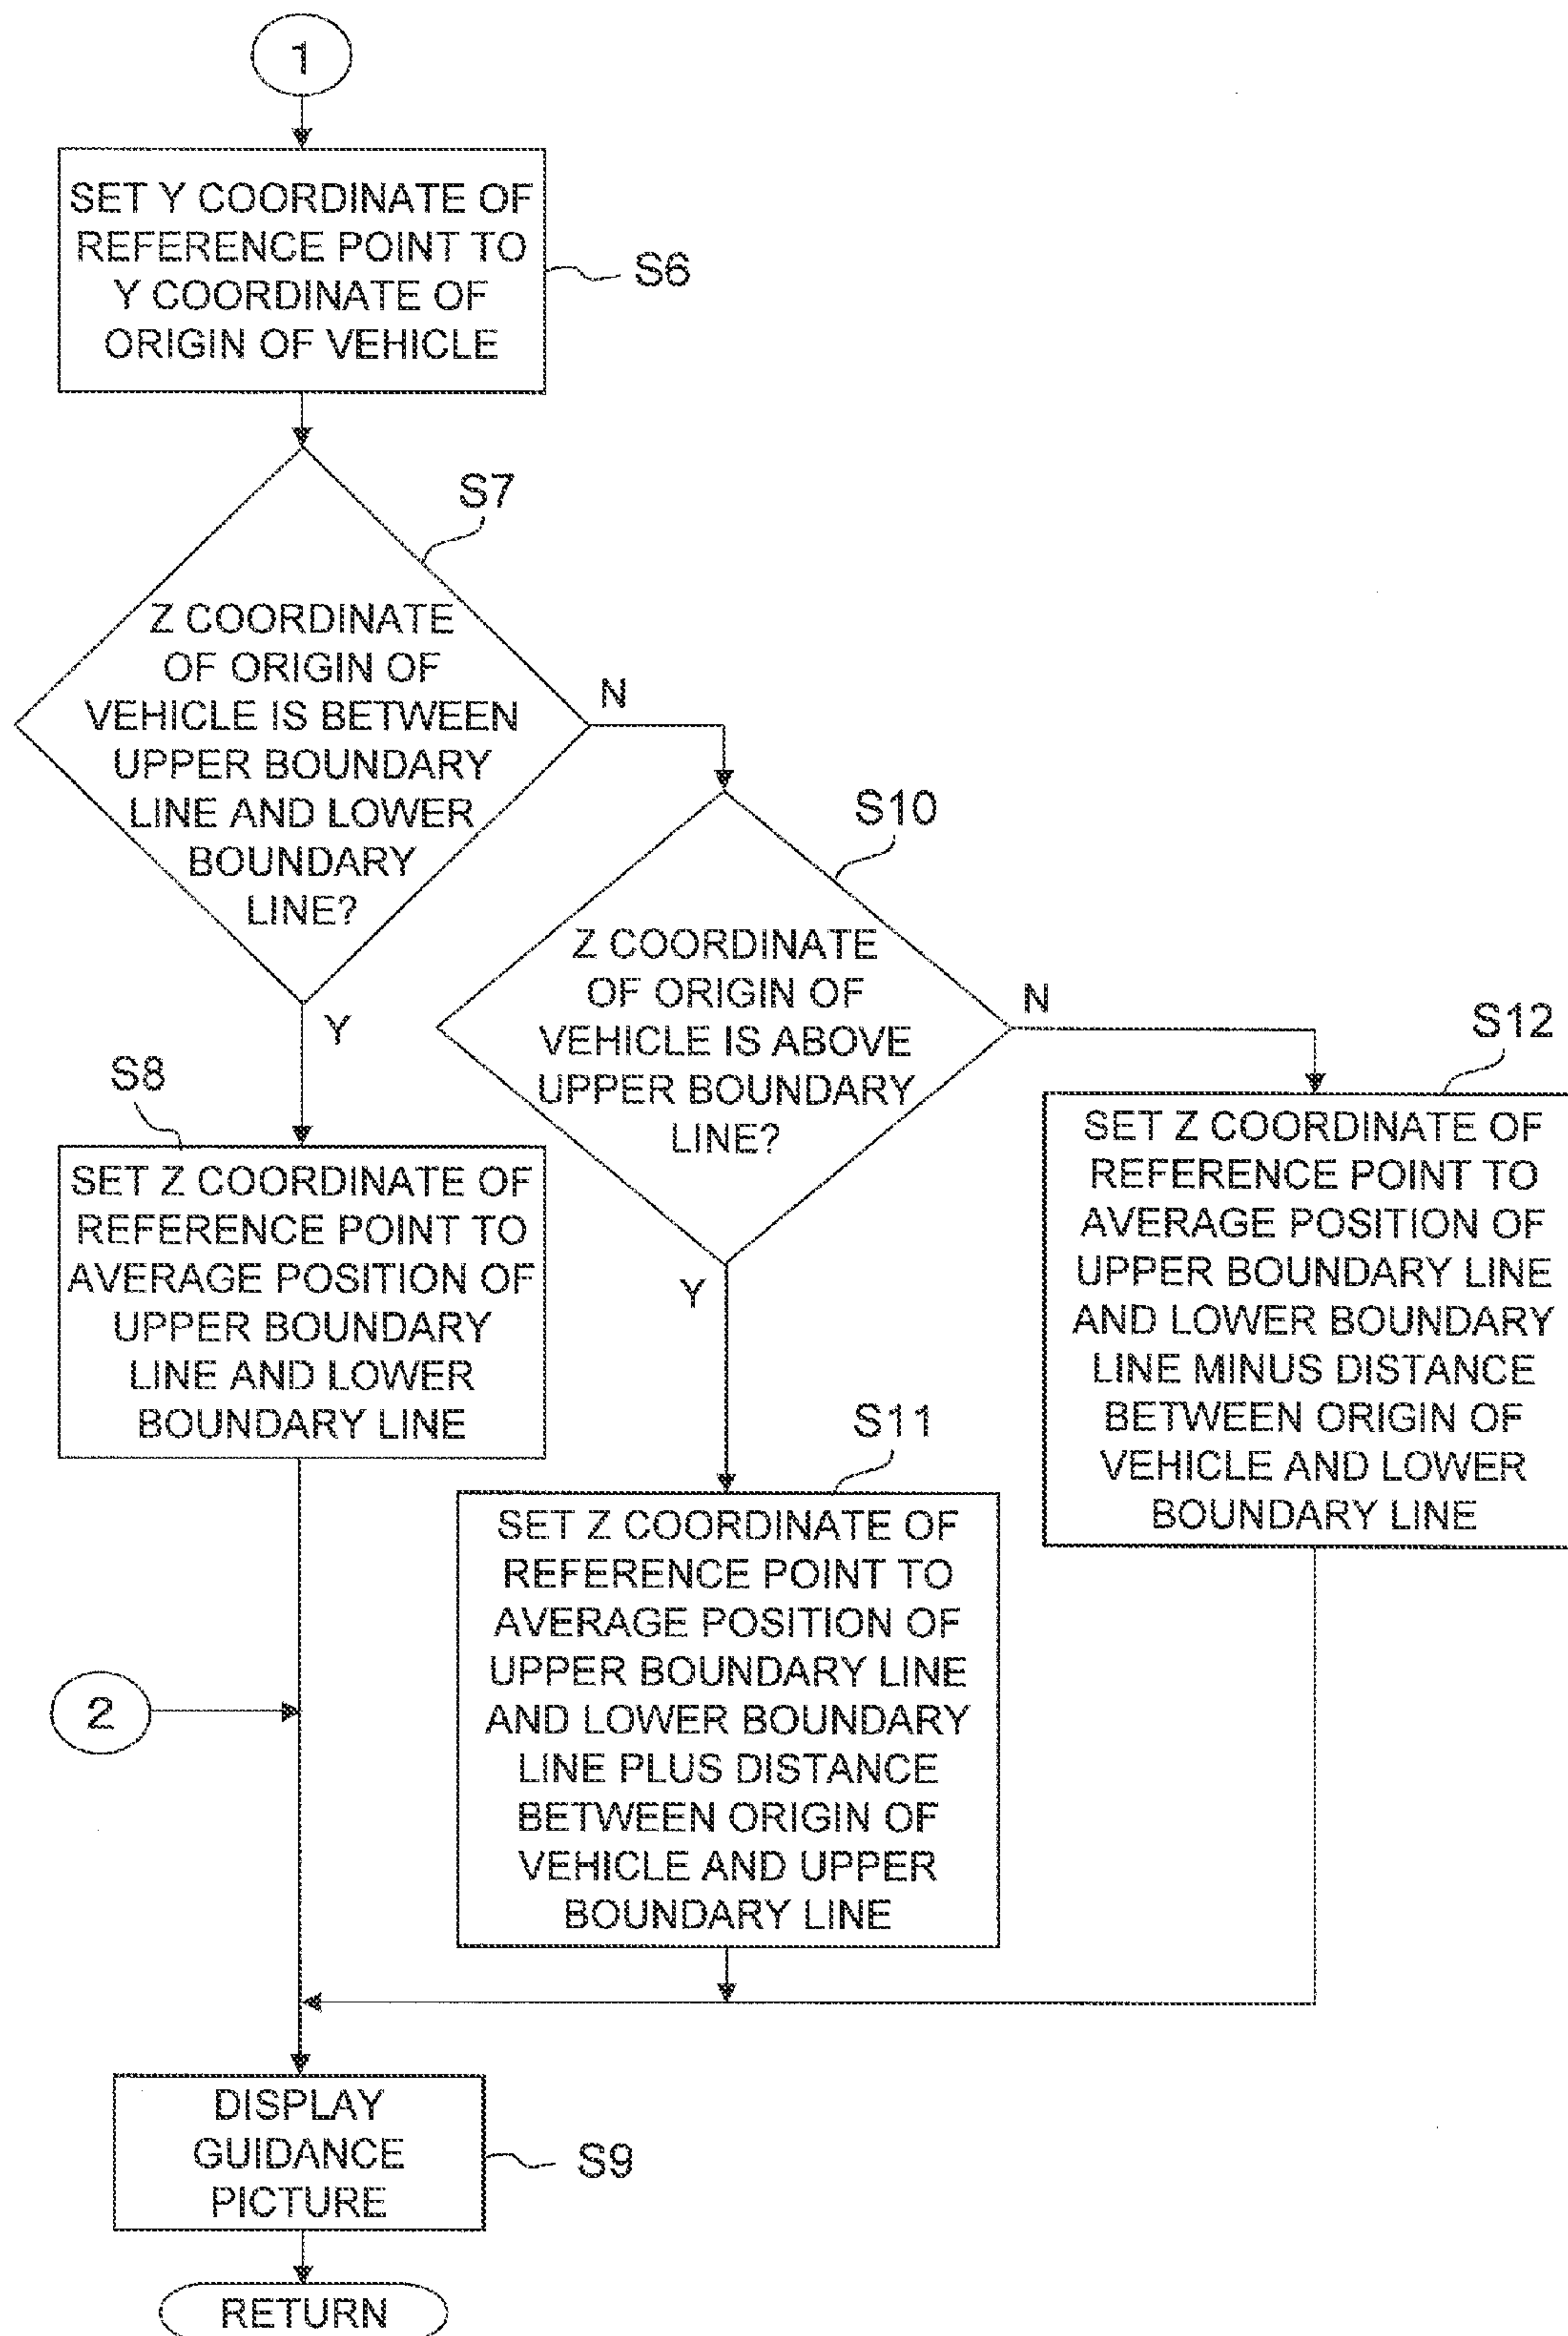 1
SET Y COORDINATE OF
REFERENCE POINT TO
Y COORDINATE OF
ORIGIN OF VEHICLE
S6
S7
Z COORDINATE
OF ORIGIN OF
VEHICLE IS BETWEEN
UPPER BOUNDARY
LINE AND LOWER
BOUNDARY
LINE?
N
Y
S10
Z COORDINATE
OF ORIGIN OF
VEHICLE IS ABOVE
UPPER BOUNDARY
LINE?
N
Y
S8
SET Z COORDINATE OF
REFERENCE POINT TO
AVERAGE POSITION OF
UPPER BOUNDARY
LINE AND LOWER
BOUNDARY LINE
S12
SET Z COORDINATE OF
REFERENCE POINT TO
AVERAGE POSITION OF
UPPER BOUNDARY LINE
AND LOWER BOUNDARY
LINE MINUS DISTANCE
BETWEEN ORIGIN OF
VEHICLE AND LOWER
BOUNDARY LINE
S11
SET Z COORDINATE OF
REFERENCE POINT TO
AVERAGE POSITION OF
UPPER BOUNDARY LINE
AND LOWER BOUNDARY
LINE PLUS DISTANCE
BETWEEN ORIGIN OF
VEHICLE AND UPPER
BOUNDARY LINE
2
DISPLAY
GUIDANCE
PICTURE
S9
RETURN